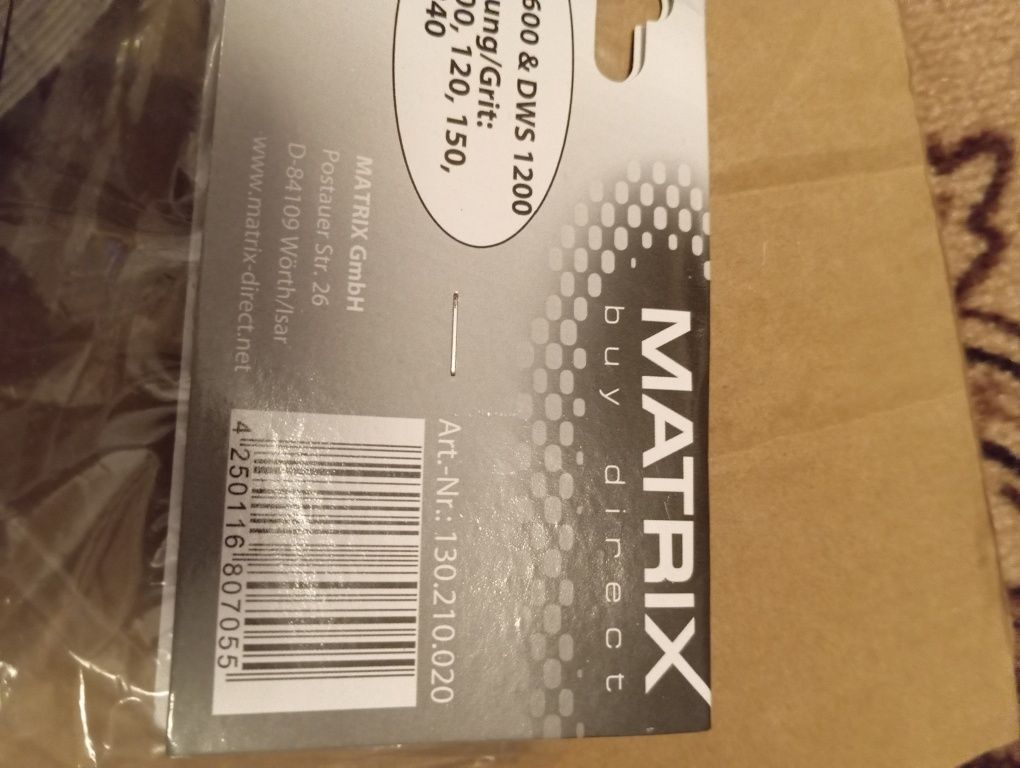 MATRIX
buy direct
600 & DWS 1200
ung/Grit:
00, 120, 150,
40
Art.-Nr.: 130.210.020
4 250116 807055
MATRIX GmbH
Postauer Str. 26
D-84109 Wörth/Isar
www.matrix-direct.net